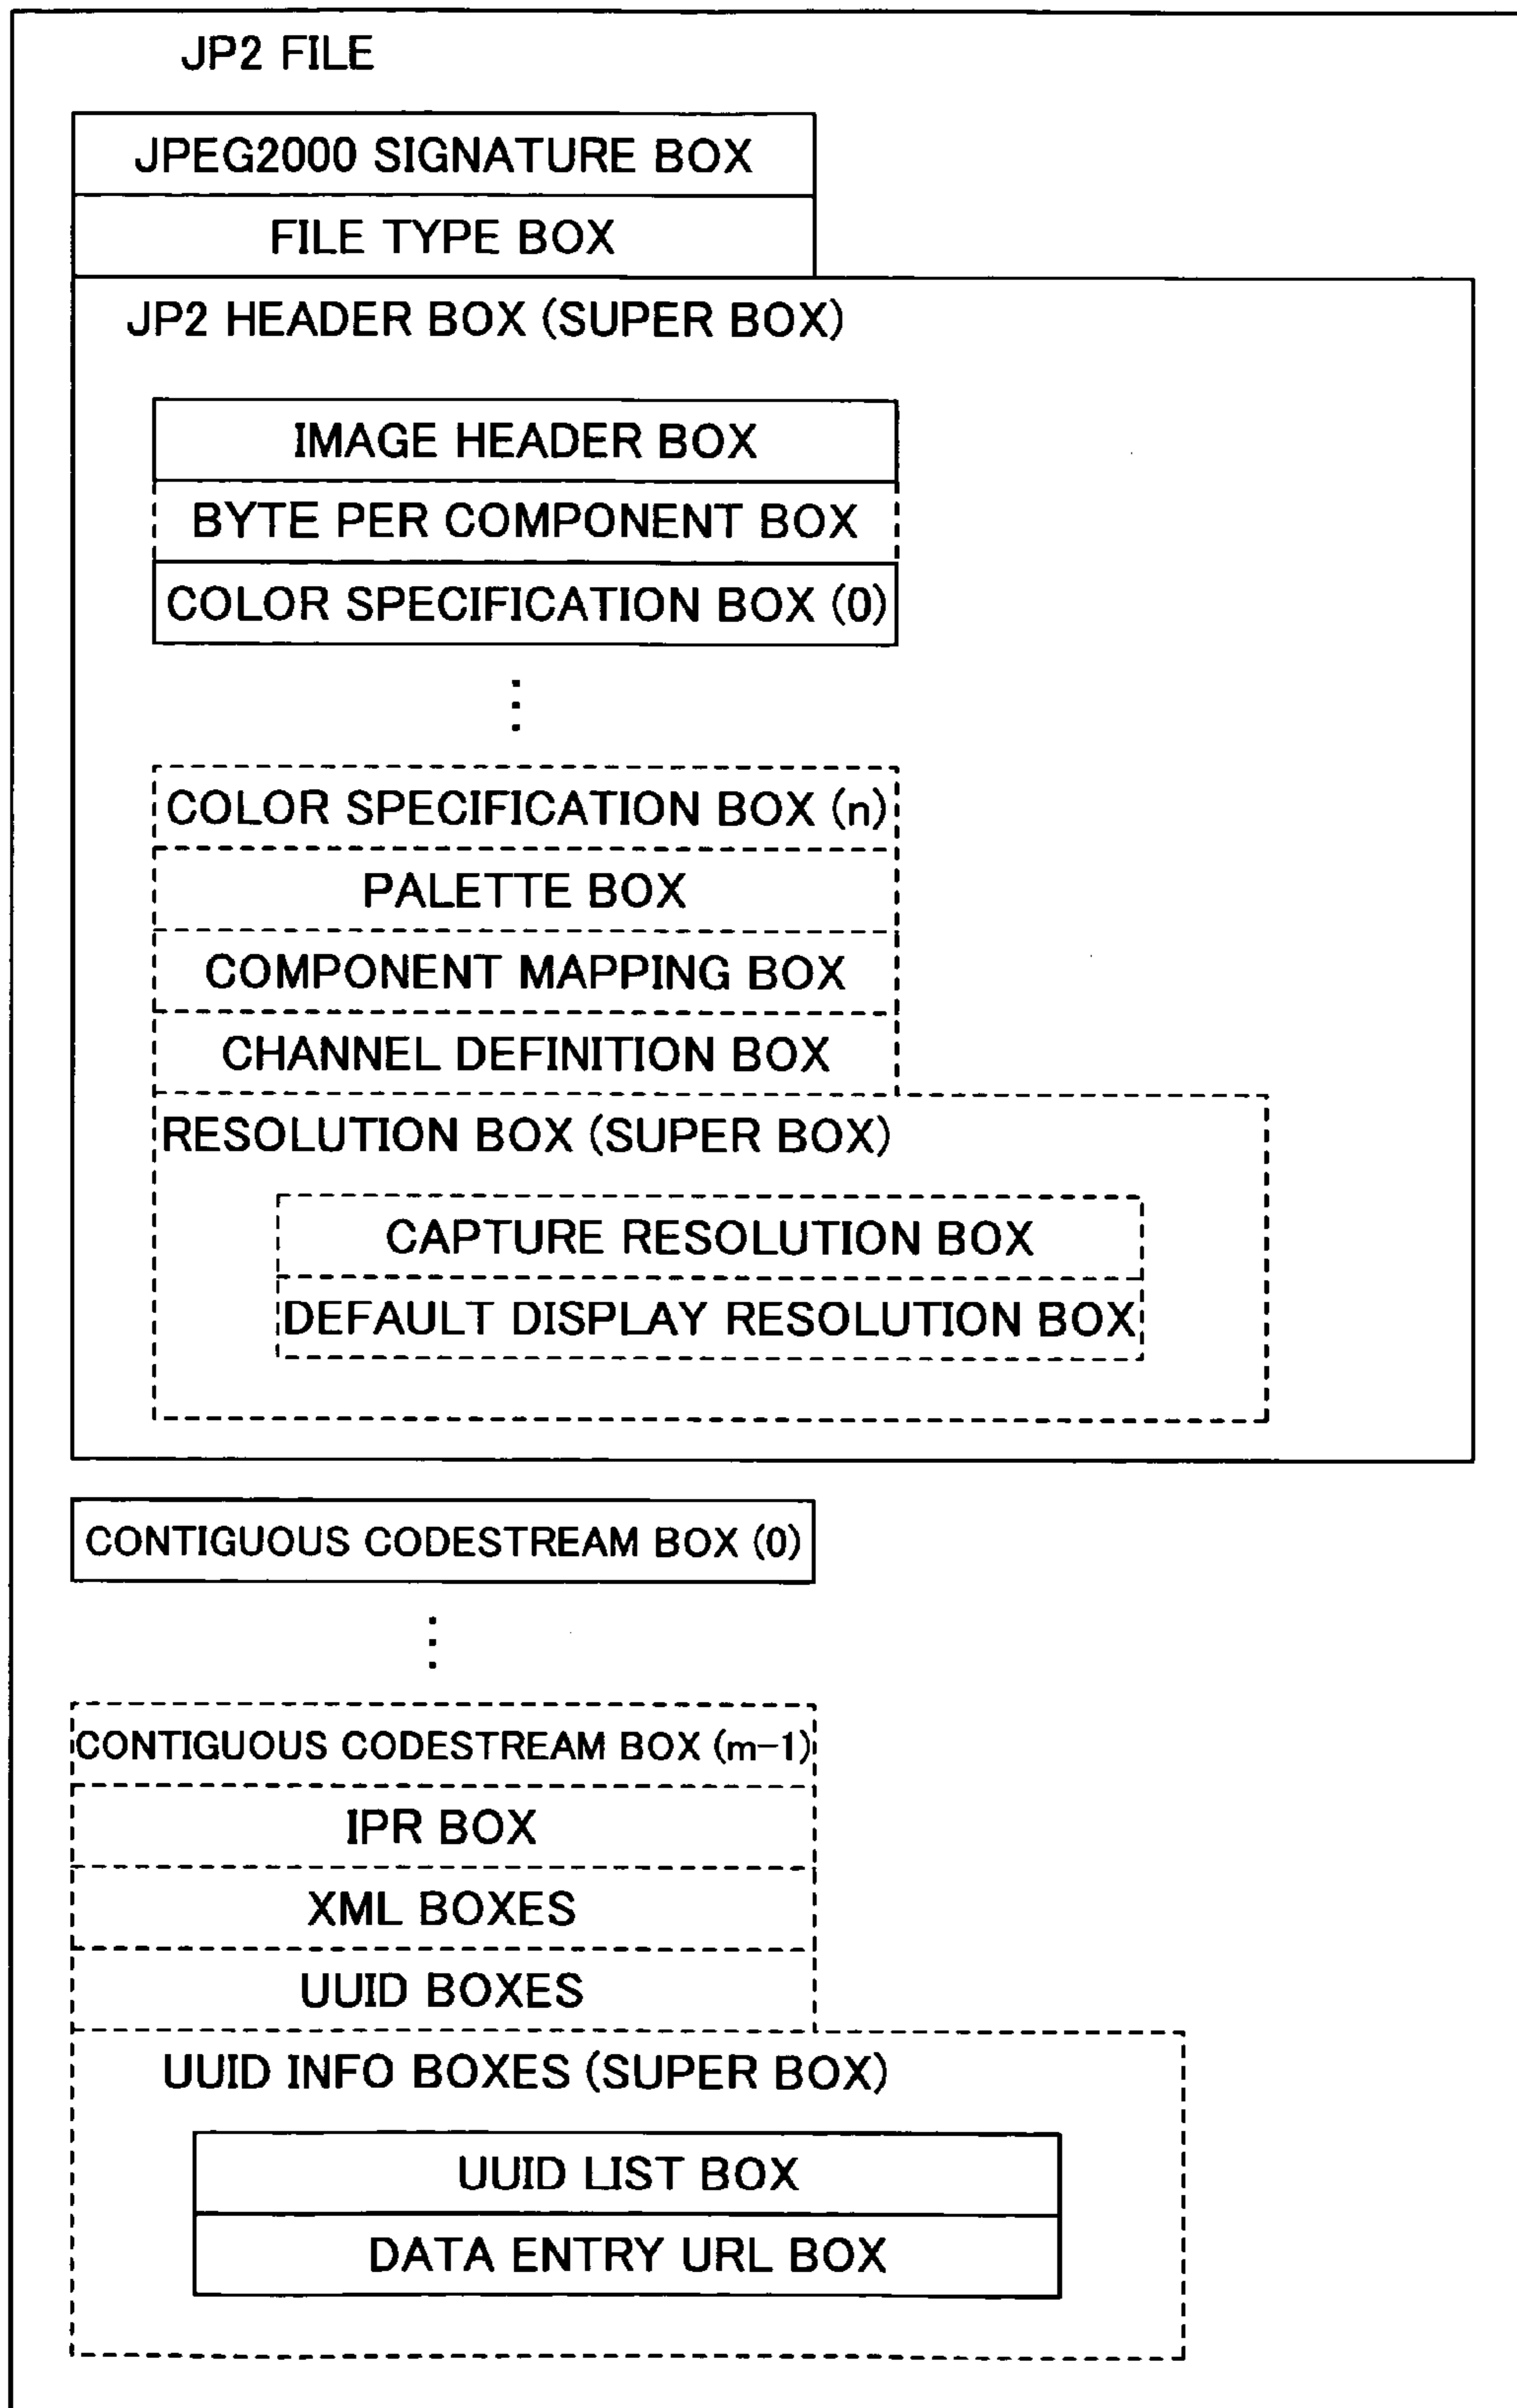 JP2 FILE
JPEG2000 SIGNATURE BOX
FILE TYPE BOX
JP2 HEADER BOX (SUPER BOX)
IMAGE HEADER BOX
BYTE PER COMPONENT BOX
COLOR SPECIFICATION BOX (0)
COLOR SPECIFICATION BOX (n)
PALETTE BOX
COMPONENT MAPPING BOX
CHANNEL DEFINITION BOX
RESOLUTION BOX (SUPER BOX)
CAPTURE RESOLUTION BOX
DEFAULT DISPLAY RESOLUTION BOX
CONTIGUOUS CODESTREAM BOX (0)
CONTIGUOUS CODESTREAM BOX (m-1)
IPR BOX
XML BOXES
UUID BOXES
UUID INFO BOXES (SUPER BOX)
UUID LIST BOX
DATA ENTRY URL BOX